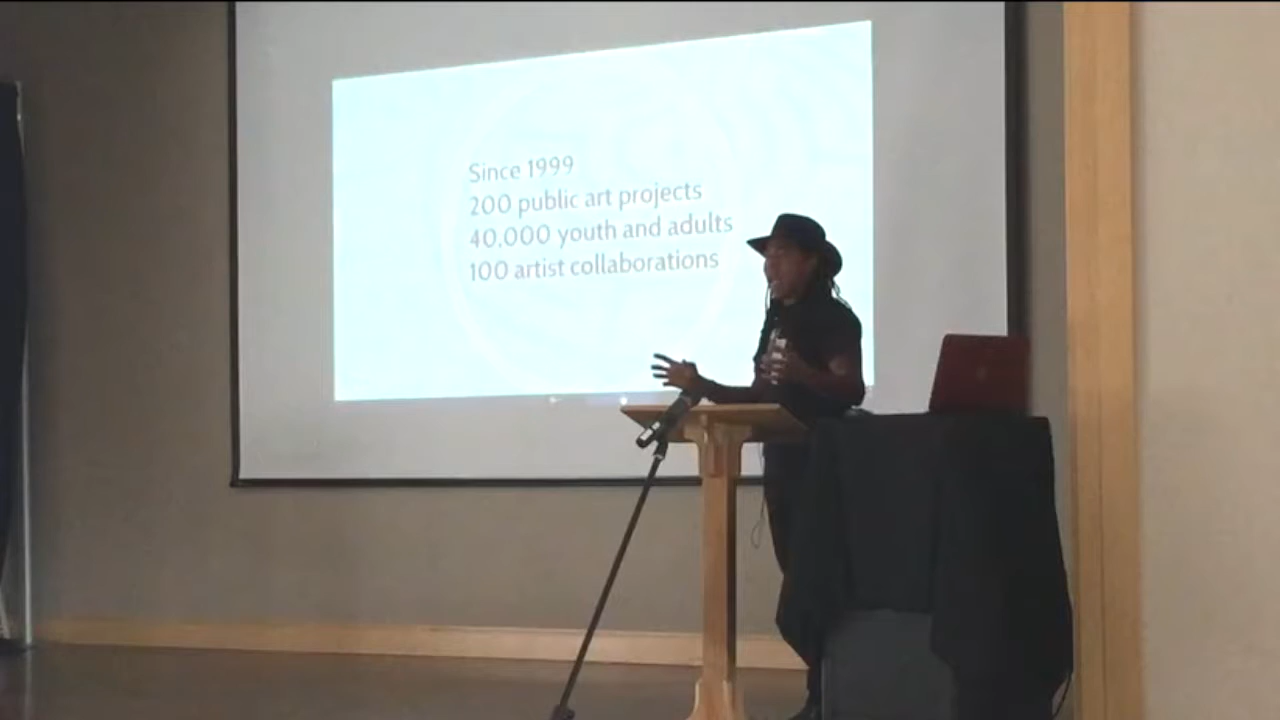 Since 1999
200 public art projects
40.000 youth and adults
100 artist collaborations